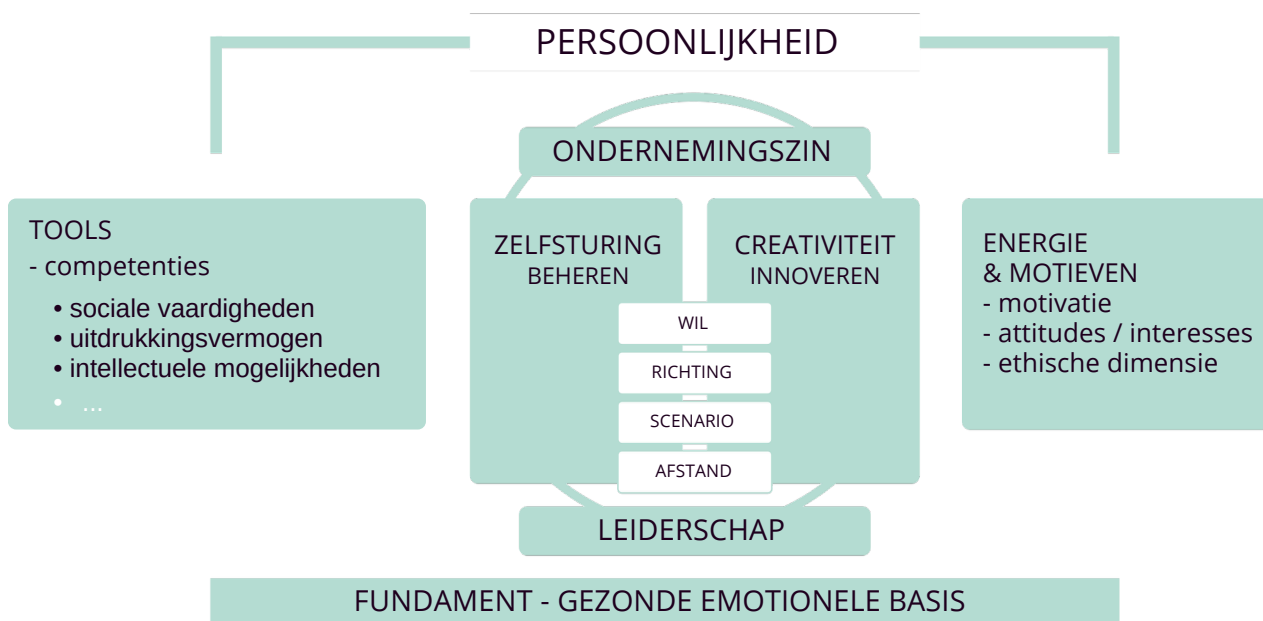 PERSOONLIJKHEID
ONDERNEMINGSZIN
TOOLS
- competenties
• sociale vaardigheden
• uitdrukkingsvermogen
• intellectuele mogelijkheden
• ...
ZELFSTURING
BEHEREN
CREATIVITEIT
INNOVEREN
WIL
RICHTING
SCENARIO
AFSTAND
ENERGIE
& MOTIEVEN
- motivatie
- attitudes / interesses
- ethische dimensie
LEIDERSCHAP
FUNDAMENT - GEZONDE EMOTIONELE BASIS